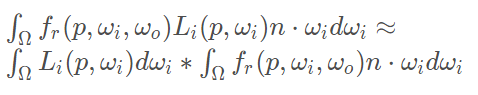 ∫_Ω f_r(p, ω_i, ω_o)L_i(p, ω_i)n · ω_i dω_i ≈
∫_Ω L_i(p, ω_i)dω_i * ∫_Ω f_r(p, ω_i, ω_o)n · ω_i dω_i